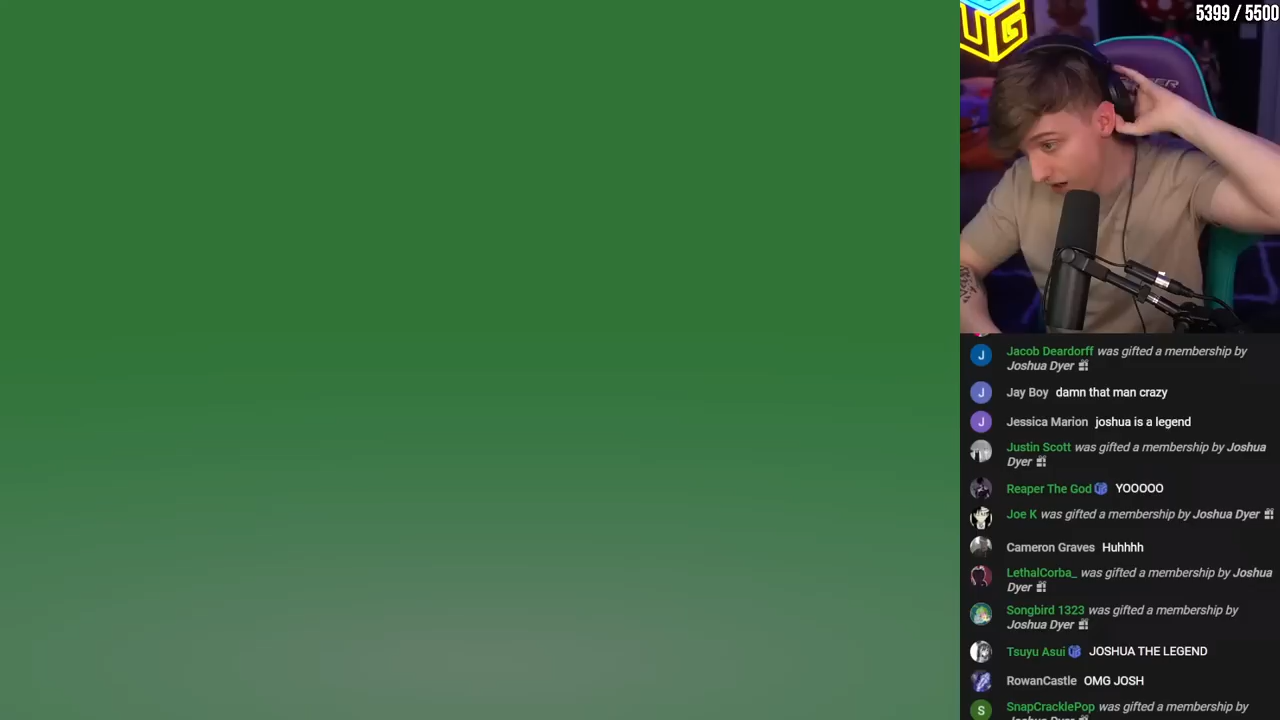 5399 / 5500
UG
Jacob Deardorff was gifted a membership by
Joshua Dyer
Jay Boy damn that man crazy
Jessica Marion joshua is a legend
Justin Scott was gifted a membership by Joshua
Dyer
Reaper The God YOOOOO
Joe K was gifted a membership by Joshua Dyer
Cameron Graves Huhhhh
LethalCorba_ was gifted a membership by Joshua
Dyer
Songbird 1323 was gifted a membership by
Joshua Dyer
Tsuyu Asui JOSHUA THE LEGEND
RowanCastle OMG JOSH
SnapCracklePop was gifted a membership by
Joshua Dyer